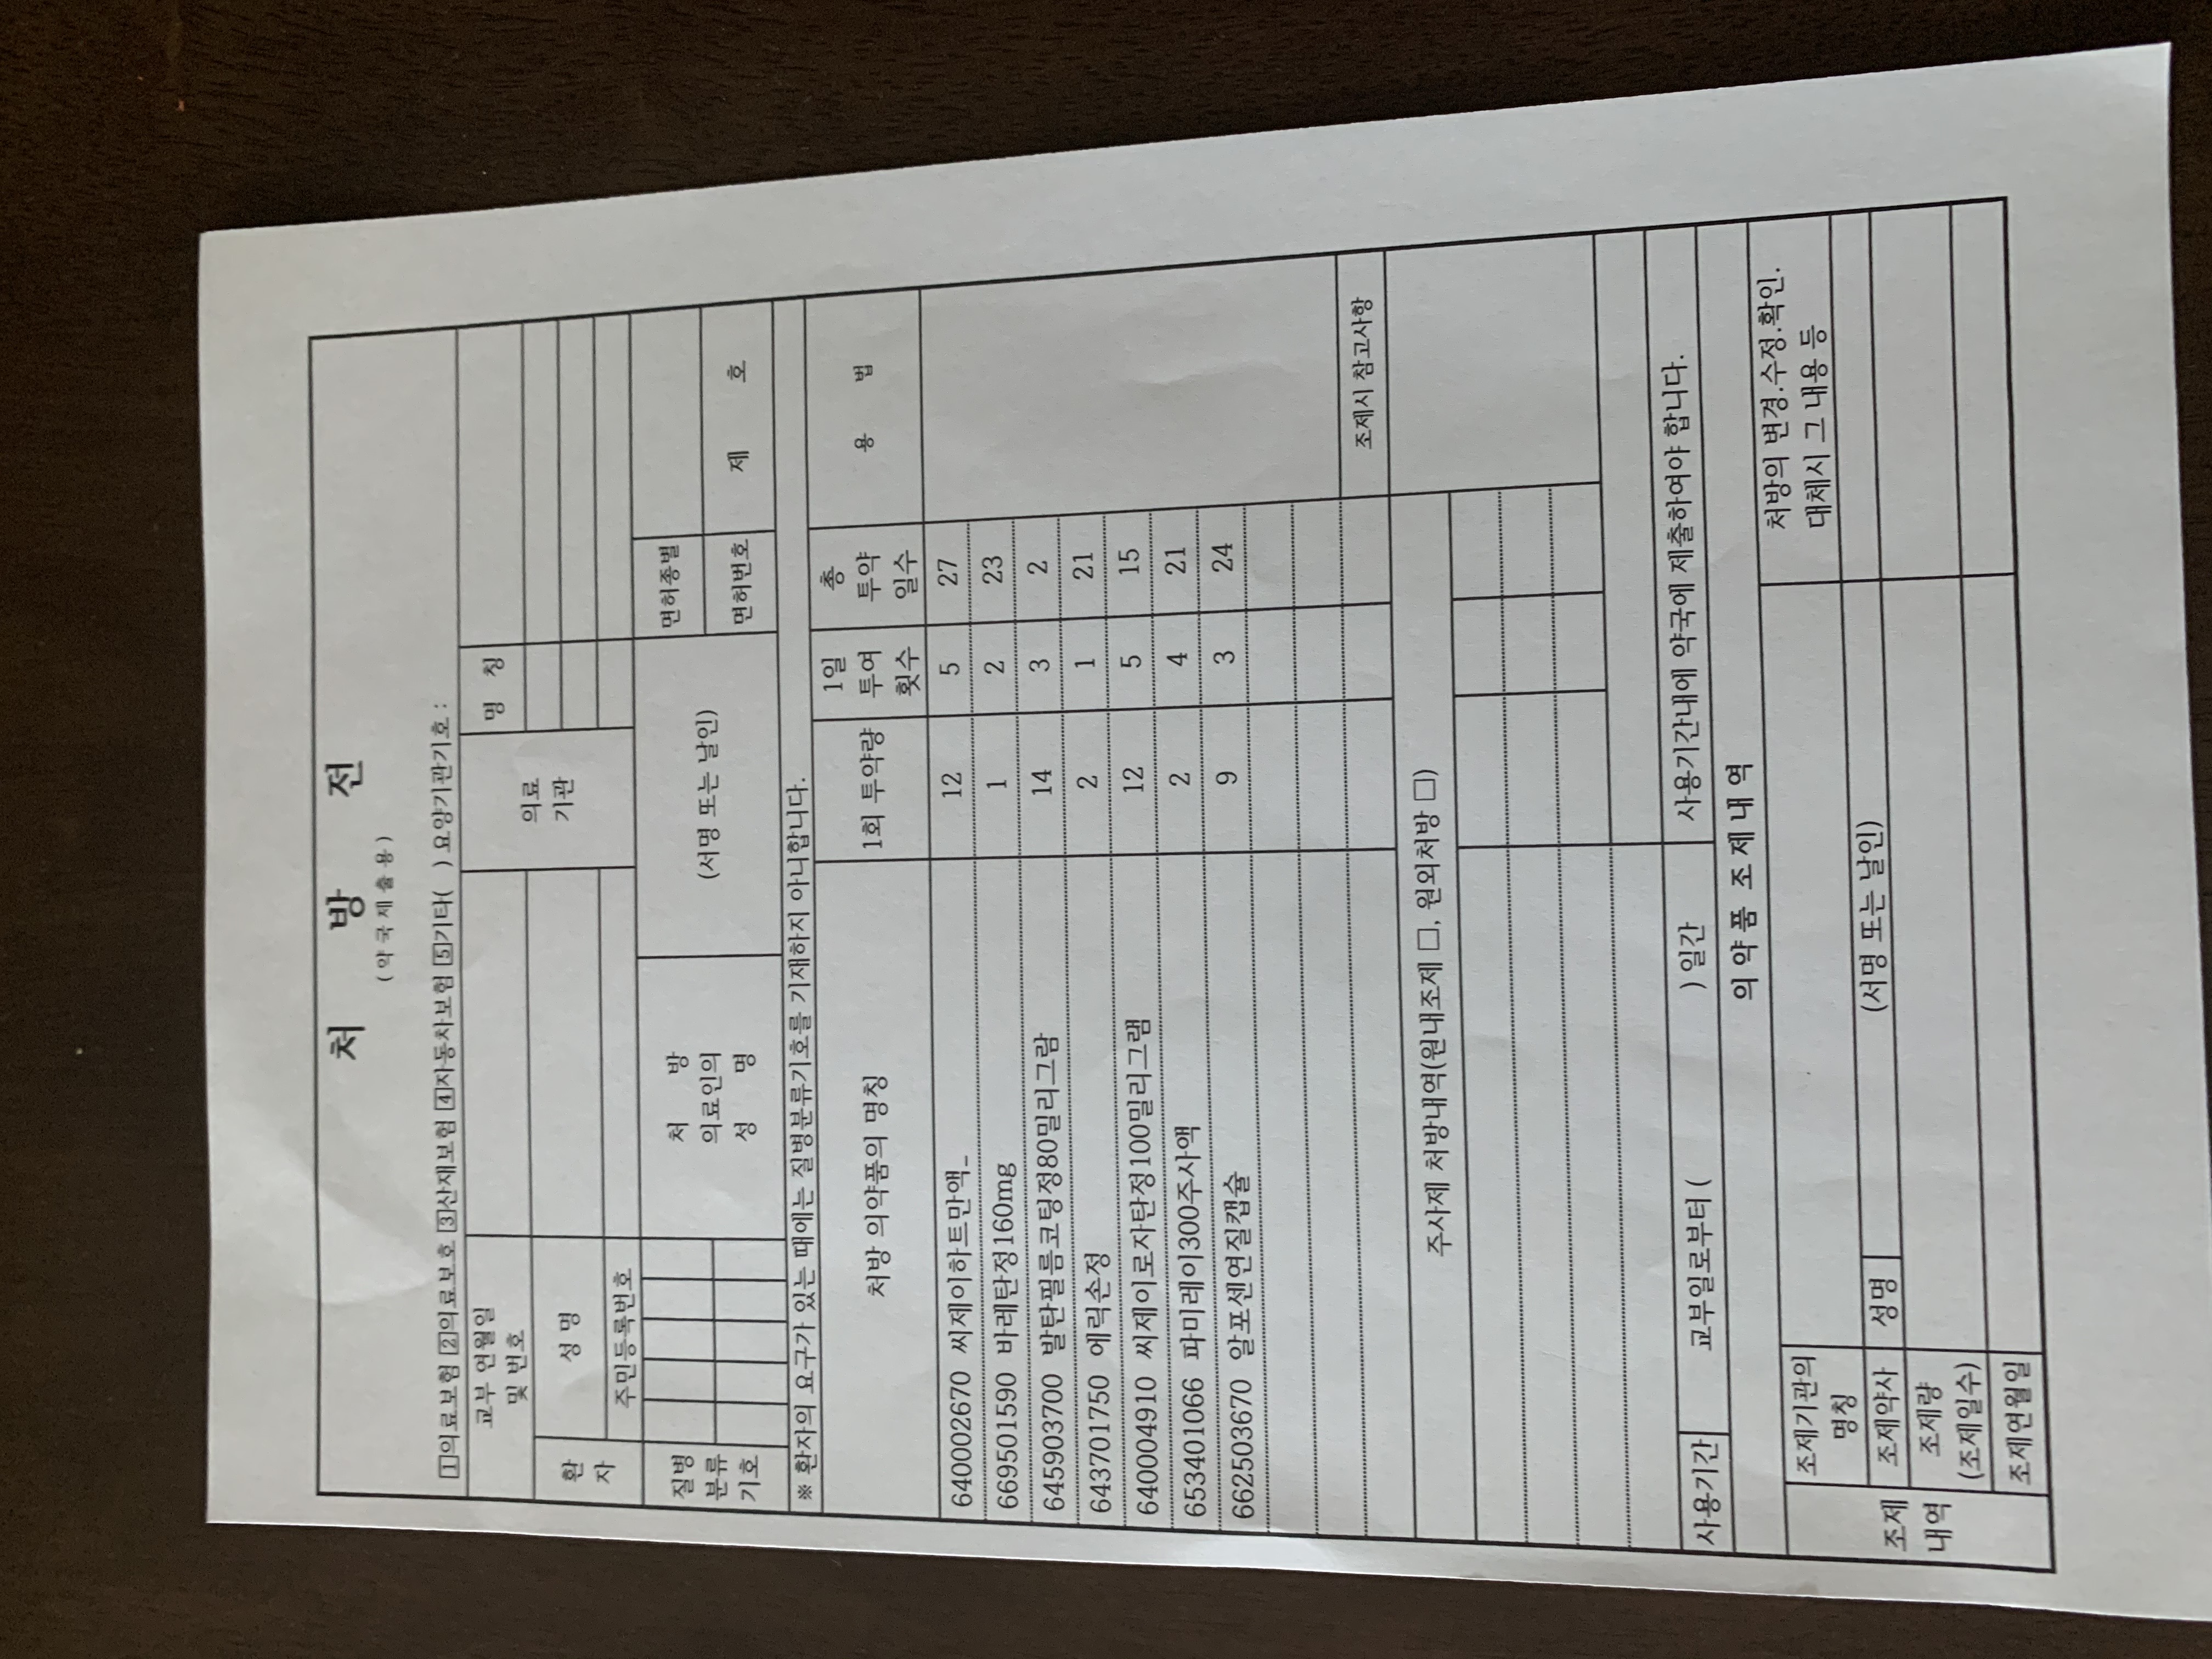 처 방 전
(약국제출용)
1의료보험 2의료보호 3산재보험 4자동차보험 5기타( ) 요양기관기호 :
교부 연월일
및 번호
의료
기관
명 칭
환
자
성 명
주민등록번호
질병
분류
기호
처 방
의료인의
성 명
(서명 또는 날인)
면허종별
면허번호
제 호
※ 환자의 요구가 있는 때에는 질병분류기호를 기재하지 아니합니다.
처방 의약품의 명칭
1회 투약량
1일
투여
횟수
총
투약
일수
용 법
640002670 씨제이하트만액_ 12 5 27
669501590 바레탄정160mg 1 2 23
645903700 발탄필름코팅정80밀리그람 14 3 2
643701750 에릭손정 2 1 21
640004910 씨제이로자탄정100밀리그램 12 5 15
653401066 파미레이300주사액 2 4 21
662503670 알포센연질캡슐 9 3 24
조제시 참고사항
주사제 처방내역(원내조제 □, 원외처방 □)
사용기간 교부일로부터 ( ) 일간 사용기간내에 약국에 제출하여야 합니다.
의약품 조제내역
조제
내역
조제기관의
명칭
처방의 변경.수정.확인.
대체시 그 내용 등
조제약사 성명 (서명 또는 날인)
조제량
(조제일수)
조제연월일